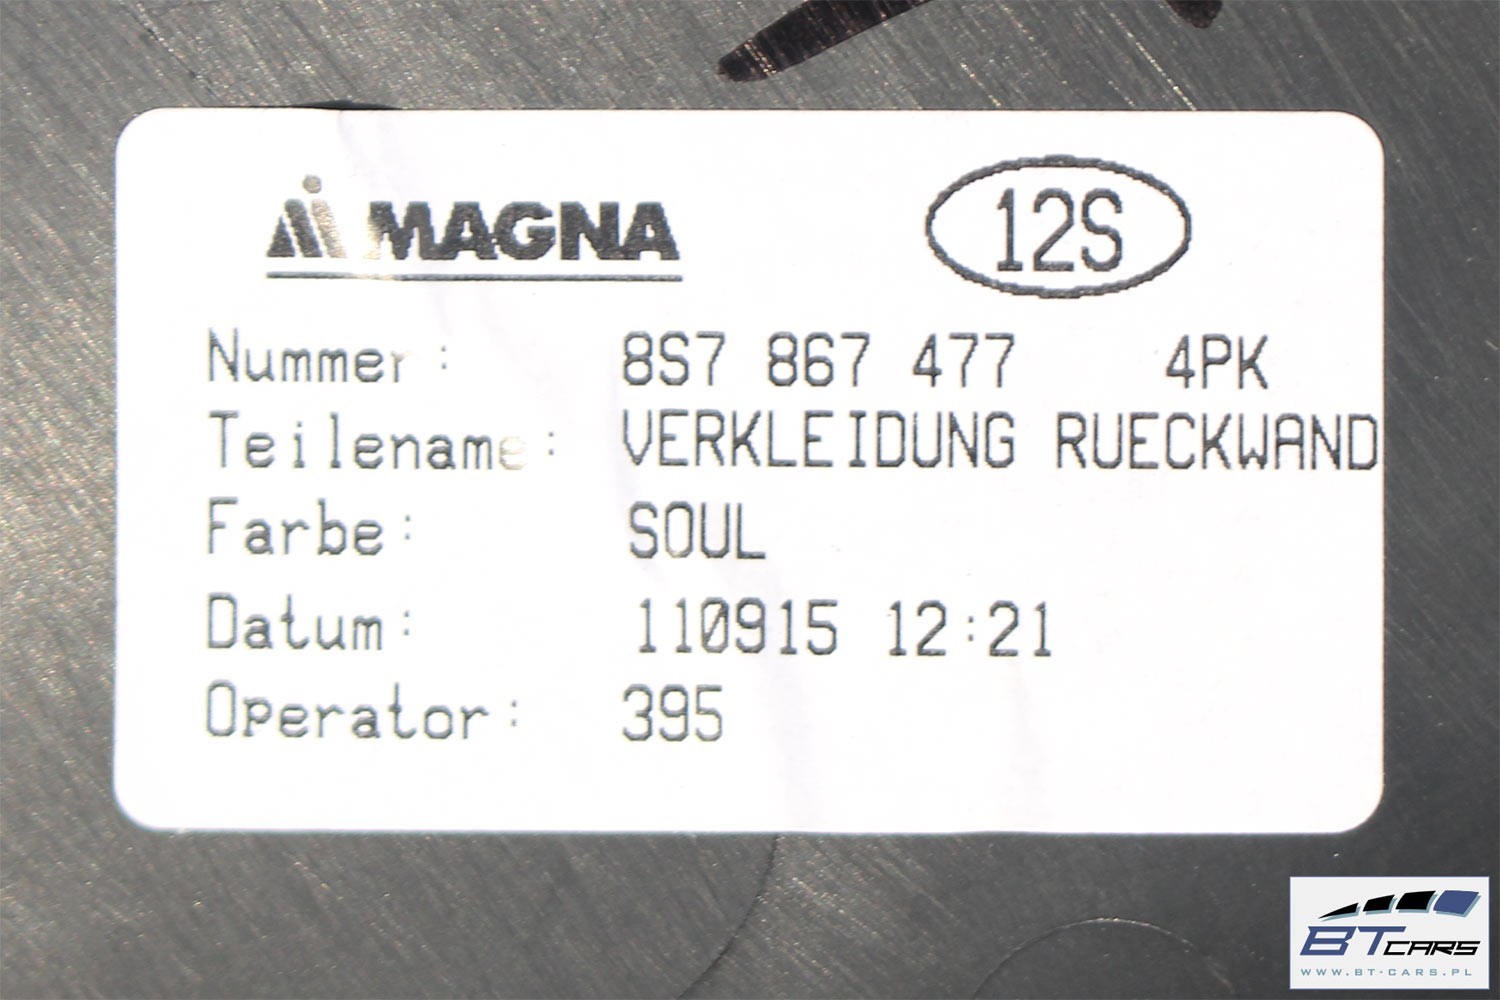 MAGNA
12S
Nummer: 8S7 867 477 4PK
Teilename: VERKLEIDUNG RUECKWAND
Farbe: SOUL
Datum: 110915 12:21
Operator: 395
BTCARS
WWW.BT-CARS.PL